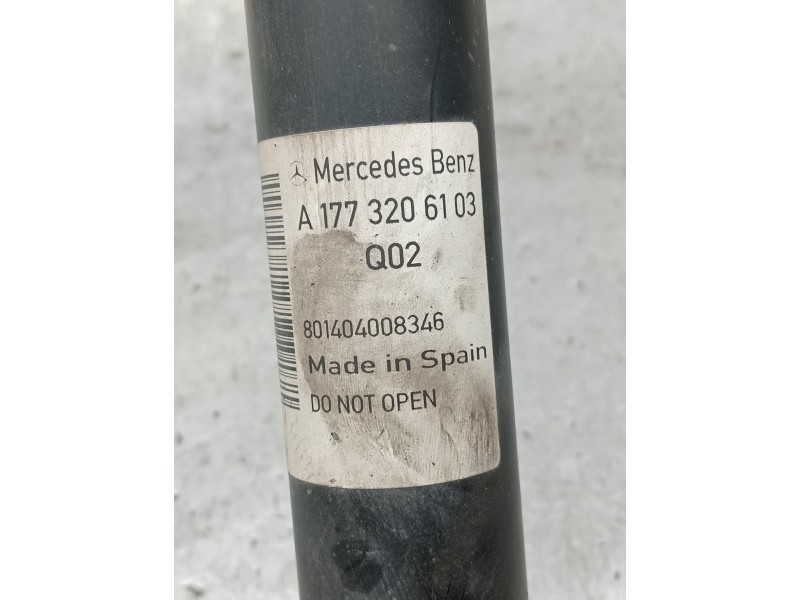 Mercedes Benz
A 177 320 61 03
Q02
801404008346
Made in Spain
DO NOT OPEN